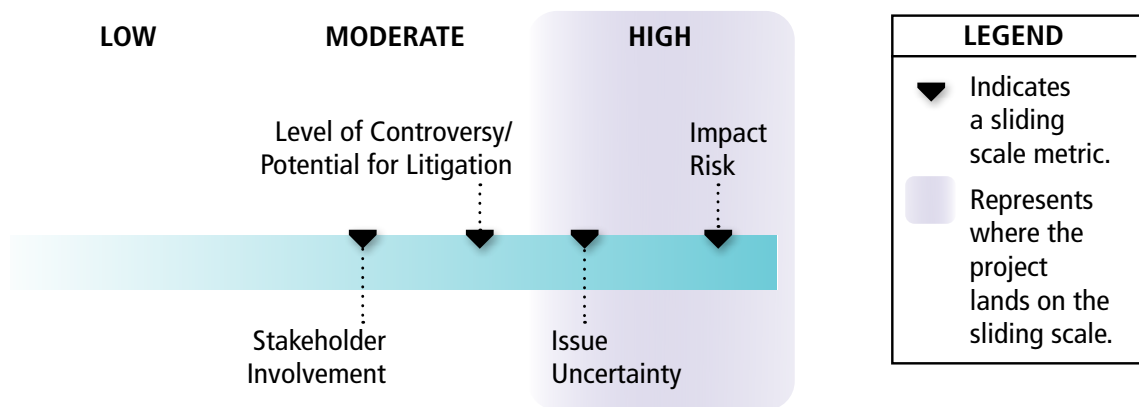 LOW
MODERATE
HIGH
Level of Controversy/
Potential for Litigation
Impact
Risk
Stakeholder
Involvement
Issue
Uncertainty
LEGEND
Indicates
a sliding
scale metric.
Represents
where the
project
lands on the
sliding scale.